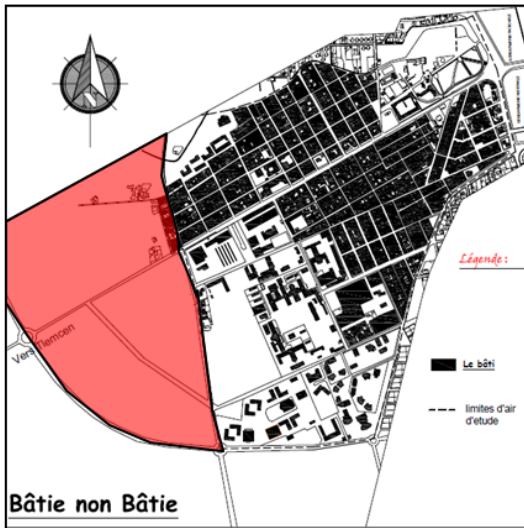 Légende :
Vers Tlemcen
Le bâti
limites d'air
d'etude
Bâtie non Bâtie